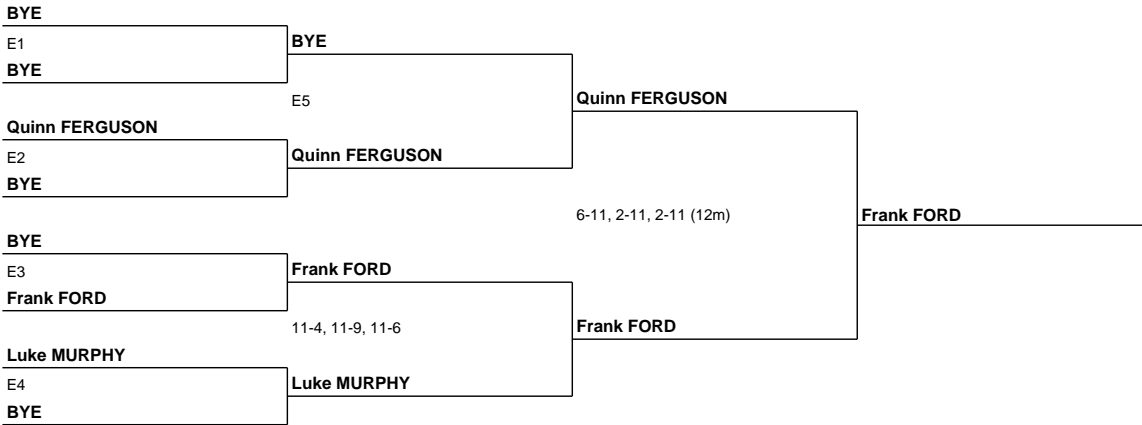 BYE
E1
BYE
BYE
E5
Quinn FERGUSON
Quinn FERGUSON
E2
Quinn FERGUSON
BYE
6-11, 2-11, 2-11 (12m)
Frank FORD
BYE
E3
Frank FORD
Frank FORD
11-4, 11-9, 11-6
Frank FORD
Luke MURPHY
E4
Luke MURPHY
BYE